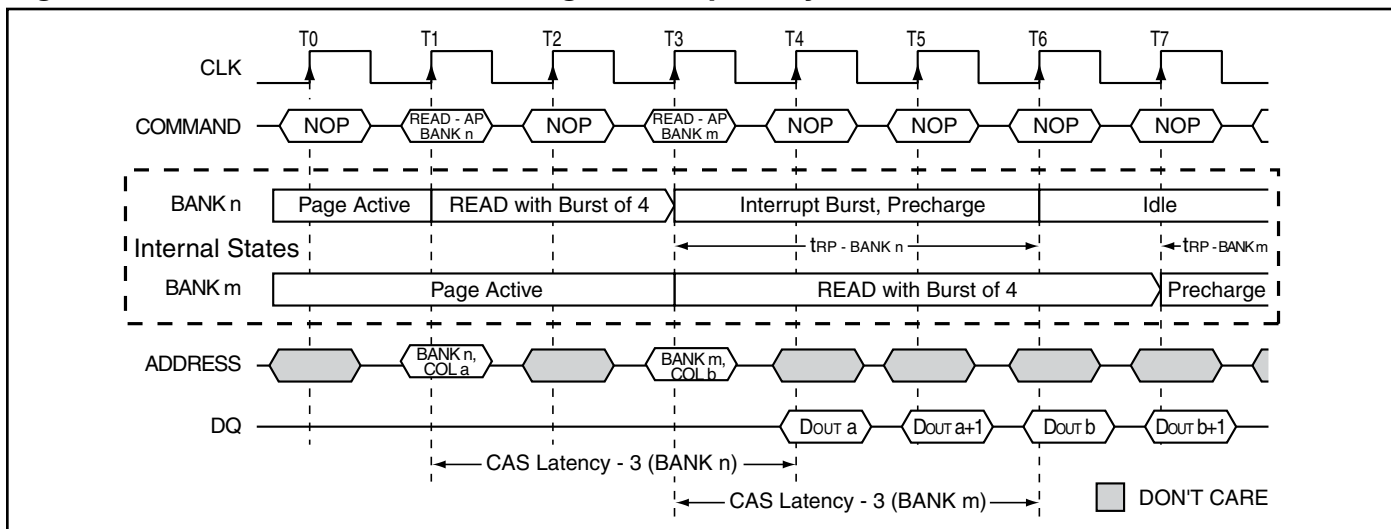 T0 T1 T2 T3 T4 T5 T6 T7
CLK
COMMAND NOP READ - AP BANK n NOP READ - AP BANK m NOP NOP NOP NOP
BANK n Page Active READ with Burst of 4 Interrupt Burst, Precharge Idle
Internal States tRP - BANK n tRP - BANK m
BANK m Page Active READ with Burst of 4 Precharge
ADDRESS BANK n, COL a BANK m, COL b
DQ DOUT a DOUT a+1 DOUT b DOUT b+1
CAS Latency - 3 (BANK n)
CAS Latency - 3 (BANK m) DON'T CARE